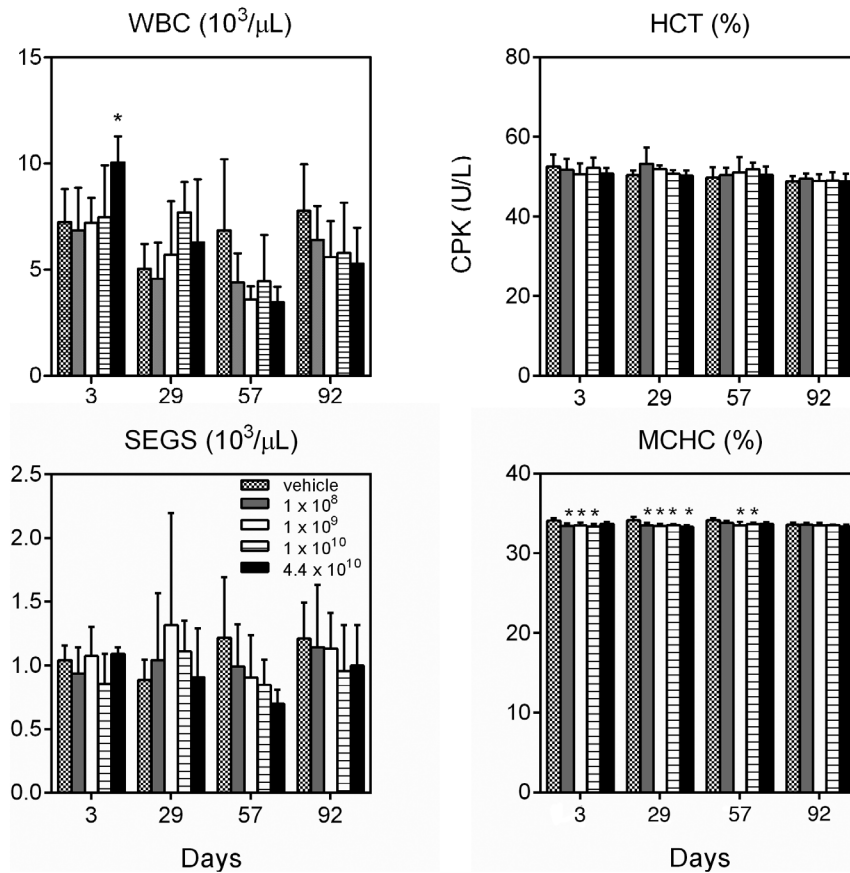 WBC (10³/μL)
15
10
5
0
*
3 29 57 92
HCT (%)
CPK (U/L)
80
60
40
20
0
3 29 57 92
SEGS (10³/μL)
2.5
2.0
1.5
1.0
0.5
0.0
vehicle
1 x 10⁸
1 x 10⁹
1 x 10¹⁰
4.4 x 10¹⁰
3 29 57 92
Days
MCHC (%)
40
30
20
10
0
* * * * * * * * *
3 29 57 92
Days